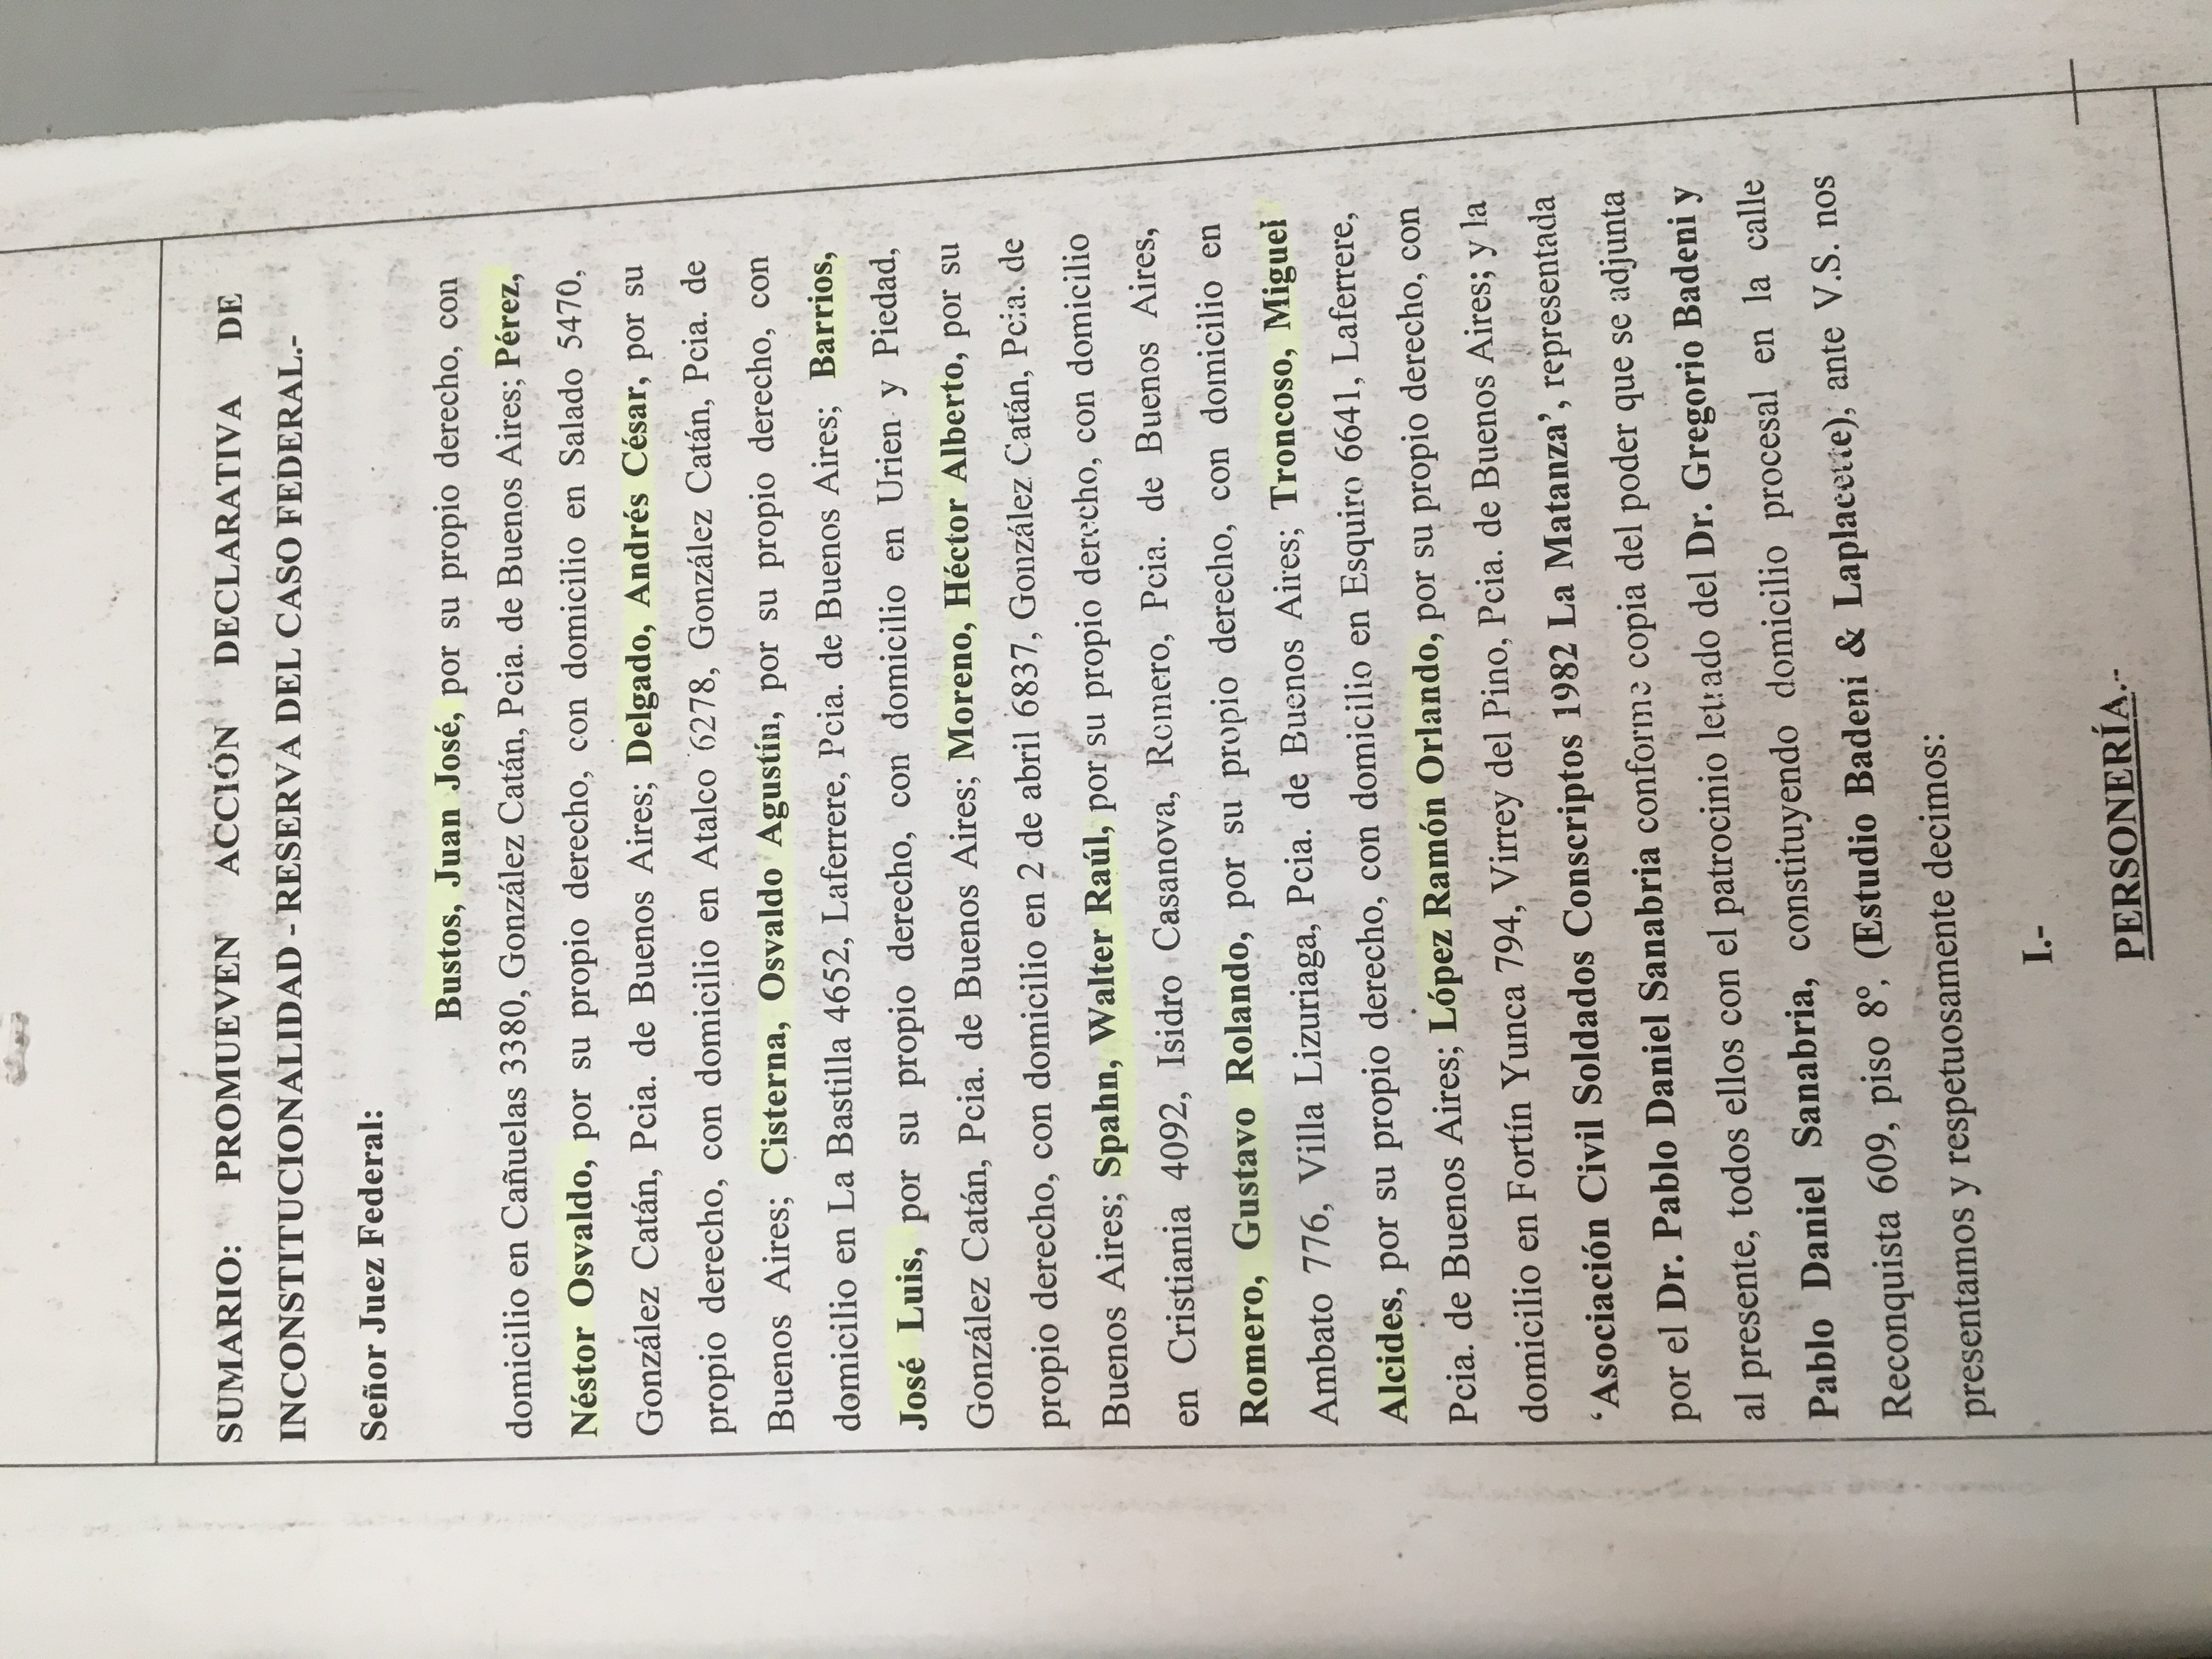 SUMARIO: PROMUEVEN ACCIÓN DECLARATIVA DE
INCONSTITUCIONALIDAD - RESERVA DEL CASO FEDERAL.-
Señor Juez Federal:
Bustos, Juan José, por su propio derecho, con
domicilio en Cañuelas 3380, González Catán, Pcia. de Buenos Aires; Pérez,
Néstor Osvaldo, por su propio derecho, con domicilio en Salado 5470,
González Catán, Pcia. de Buenos Aires; Delgado, Andrés César, por su
propio derecho, con domicilio en Atalco 6278, González Catán, Pcia. de
Buenos Aires; Cisterna, Osvaldo Agustín, por su propio derecho, con
domicilio en La Bastilla 4652, Laferrere, Pcia. de Buenos Aires; Barrios,
José Luis, por su propio derecho, con domicilio en Urien y Piedad,
González Catán, Pcia. de Buenos Aires; Moreno, Héctor Alberto, por su
propio derecho, con domicilio en 2 de abril 6837, González Catán, Pcia. de
Buenos Aires; Spahn, Walter Raúl, por su propio derecho, con domicilio
en Cristiania 4092, Isidro Casanova, Romero, Pcia. de Buenos Aires,
Romero, Gustavo Rolando, por su propio derecho, con domicilio en
Ambato 776, Villa Lizuriaga, Pcia. de Buenos Aires; Troncoso, Miguel
Alcides, por su propio derecho, con domicilio en Esquiro 6641, Laferrere,
Pcia. de Buenos Aires; López Ramón Orlando, por su propio derecho, con
domicilio en Fortín Yunca 794, Virrey del Pino, Pcia. de Buenos Aires; y la
‘Asociación Civil Soldados Conscriptos 1982 La Matanza’, representada
por el Dr. Pablo Daniel Sanabria conforme copia del poder que se adjunta
al presente, todos ellos con el patrocinio letrado del Dr. Gregorio Badeni y
Pablo Daniel Sanabria, constituyendo domicilio procesal en la calle
Reconquista 609, piso 8º, (Estudio Badeni & Laplacette), ante V.S. nos
presentamos y respetuosamente decimos:
I.-
PERSONERÍA.-